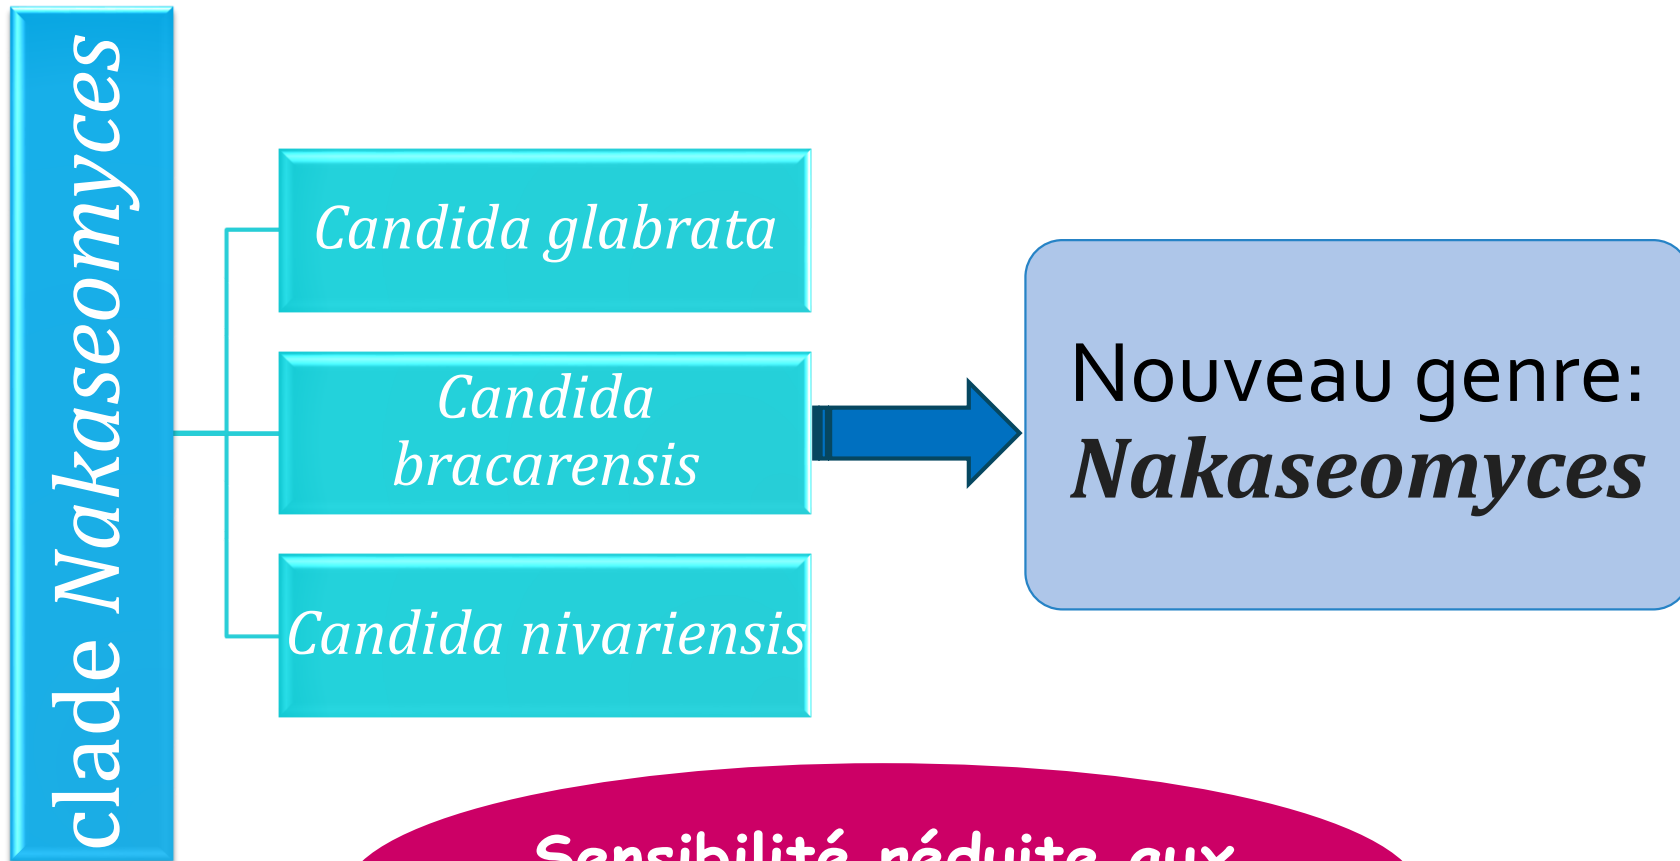 clade Nakaseomyces
Candida glabrata
Candida
bracarensis
Candida nivariensis
Nouveau genre:
Nakaseomyces
Sensibilité réduite aux